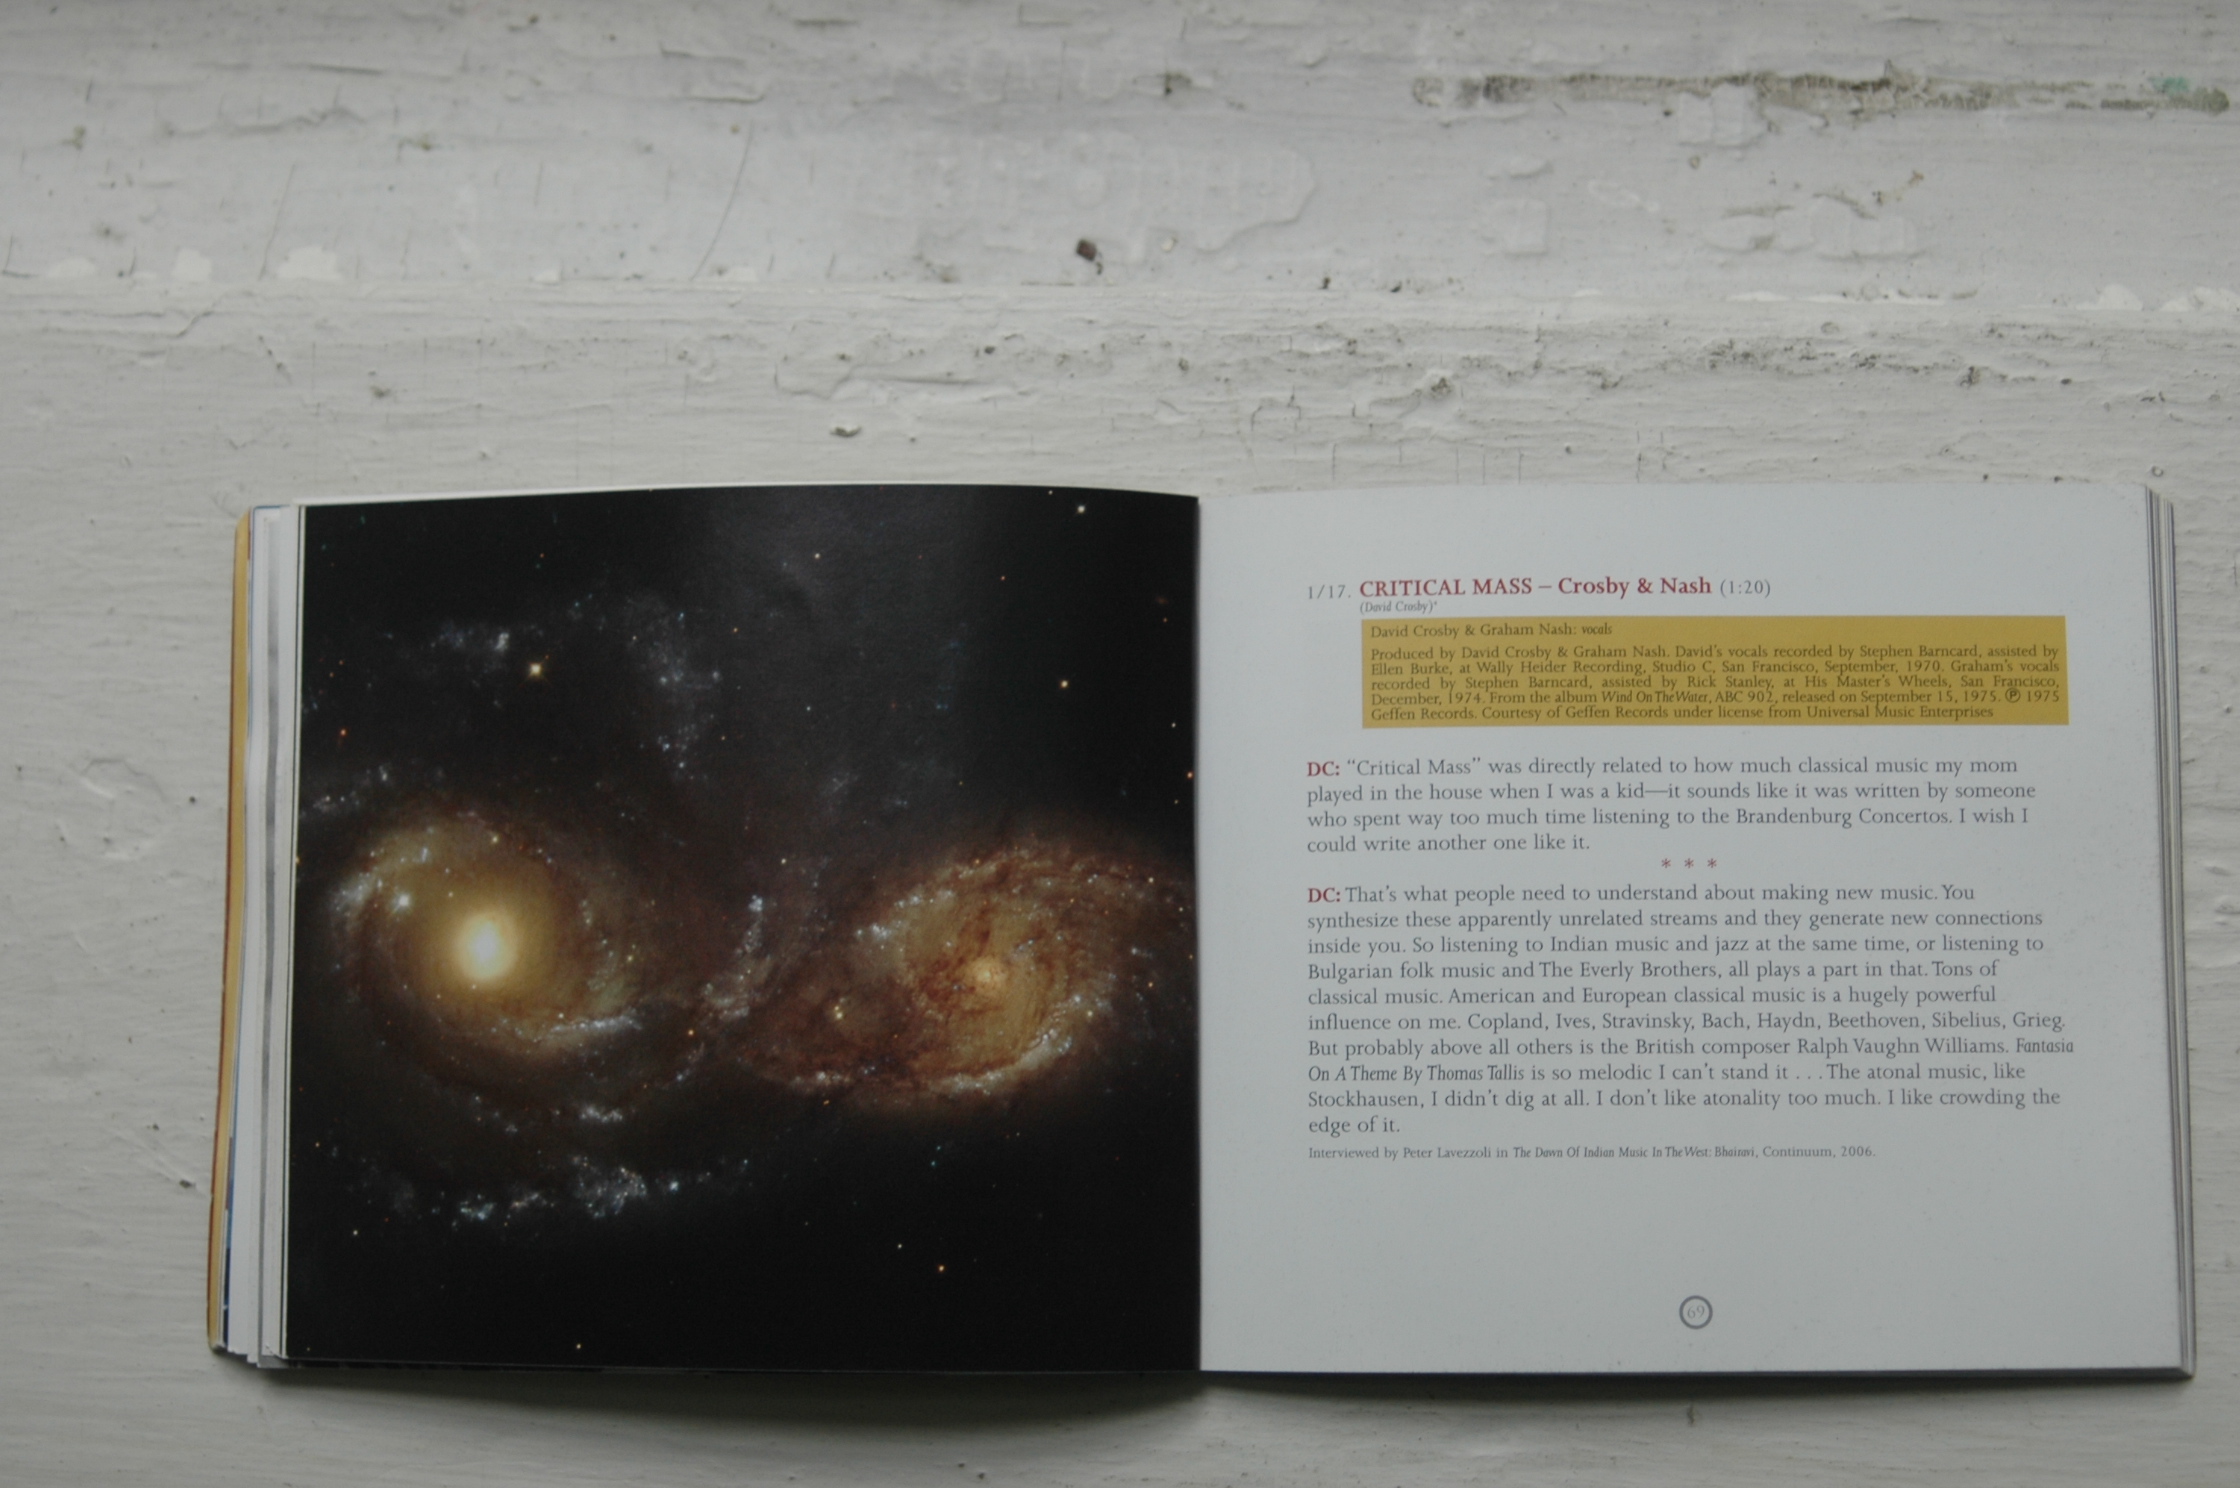 1/17. CRITICAL MASS – Crosby & Nash (1:20)
(David Crosby)*
David Crosby & Graham Nash: vocals
Produced by David Crosby & Graham Nash. David's vocals recorded by Stephen Barncard, assisted by
Ellen Burke, at Wally Heider Recording, Studio C, San Francisco, September, 1970. Graham's vocals
recorded by Stephen Barncard, assisted by Rick Stanley, at His Master's Wheels, San Francisco,
December, 1974. From the album Wind On The Water, ABC 902, released on September 15, 1975. ℗ 1975
Geffen Records. Courtesy of Geffen Records under license from Universal Music Enterprises
DC: “Critical Mass” was directly related to how much classical music my mom
played in the house when I was a kid—it sounds like it was written by someone
who spent way too much time listening to the Brandenburg Concertos. I wish I
could write another one like it.
* * *
DC: That's what people need to understand about making new music. You
synthesize these apparently unrelated streams and they generate new connections
inside you. So listening to Indian music and jazz at the same time, or listening to
Bulgarian folk music and The Everly Brothers, all plays a part in that. Tons of
classical music. American and European classical music is a hugely powerful
influence on me. Copland, Ives, Stravinsky, Bach, Haydn, Beethoven, Sibelius, Grieg.
But probably above all others is the British composer Ralph Vaughn Williams. Fantasia
On A Theme By Thomas Tallis is so melodic I can't stand it . . . The atonal music, like
Stockhausen, I didn't dig at all. I don't like atonality too much. I like crowding the
edge of it.
Interviewed by Peter Lavezzoli in The Dawn Of Indian Music In The West: Bhairavi, Continuum, 2006.
69